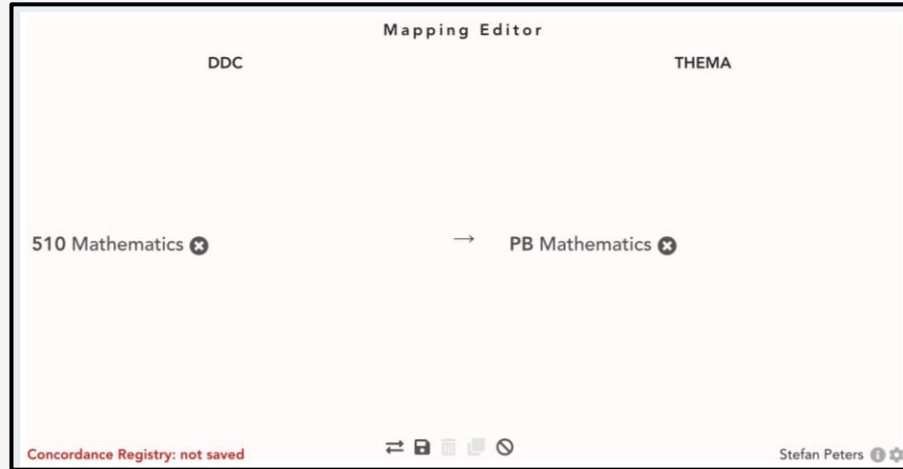 Mapping Editor
DDC THEMA
510 Mathematics → PB Mathematics
Concordance Registry: not saved Stefan Peters